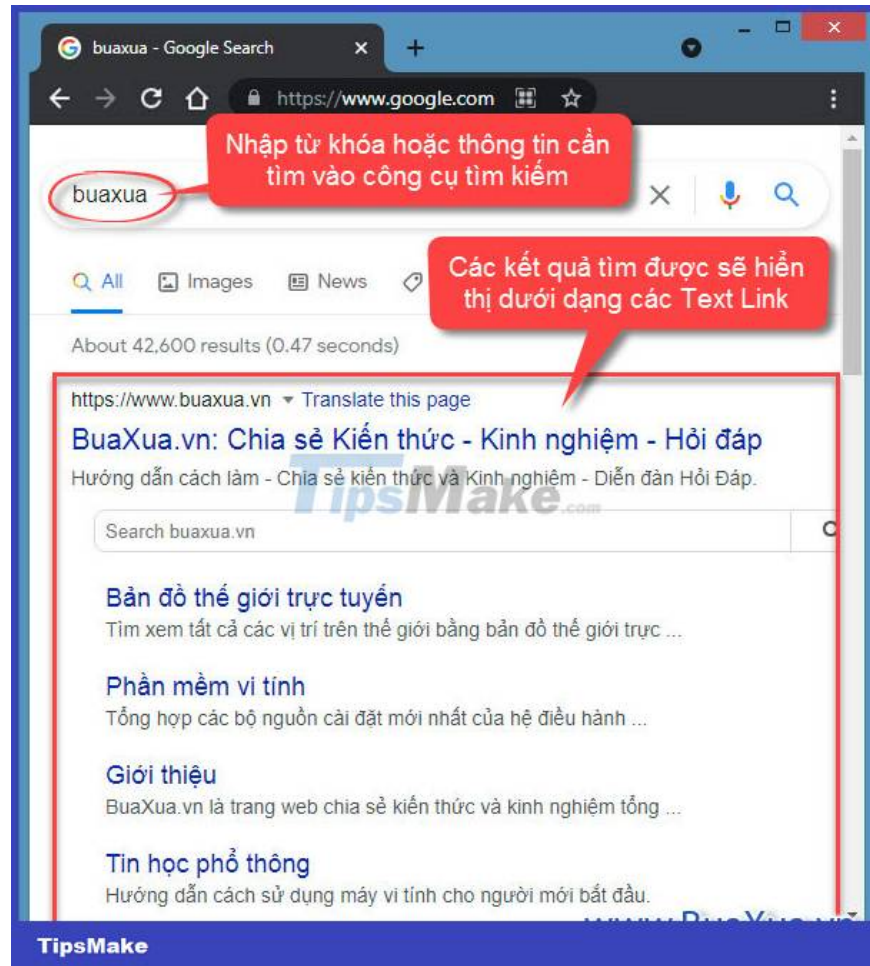 buaxua - Google Search
https://www.google.com
Nhập từ khóa hoặc thông tin cần
tìm vào công cụ tìm kiếm
buaxua
Các kết quả tìm được sẽ hiển
thị dưới dạng các Text Link
All Images News
About 42,600 results (0.47 seconds)
https://www.buaxua.vn Translate this page
BuaXua.vn: Chia sẻ Kiến thức - Kinh nghiệm - Hỏi đáp
Hướng dẫn cách làm - Chia sẻ kiến thức và Kinh nghiệm - Diễn đàn Hỏi Đáp.
TipsMake.com
Search buaxua.vn
Bản đồ thế giới trực tuyến
Tìm xem tất cả các vị trí trên thế giới bằng bản đồ thế giới trực ...
Phần mềm vi tính
Tổng hợp các bộ nguồn cài đặt mới nhất của hệ điều hành ...
Giới thiệu
BuaXua.vn là trang web chia sẻ kiến thức và kinh nghiệm tổng ...
Tin học phổ thông
Hướng dẫn cách sử dụng máy vi tính cho người mới bắt đầu.
www.BuaXua.vn
TipsMake